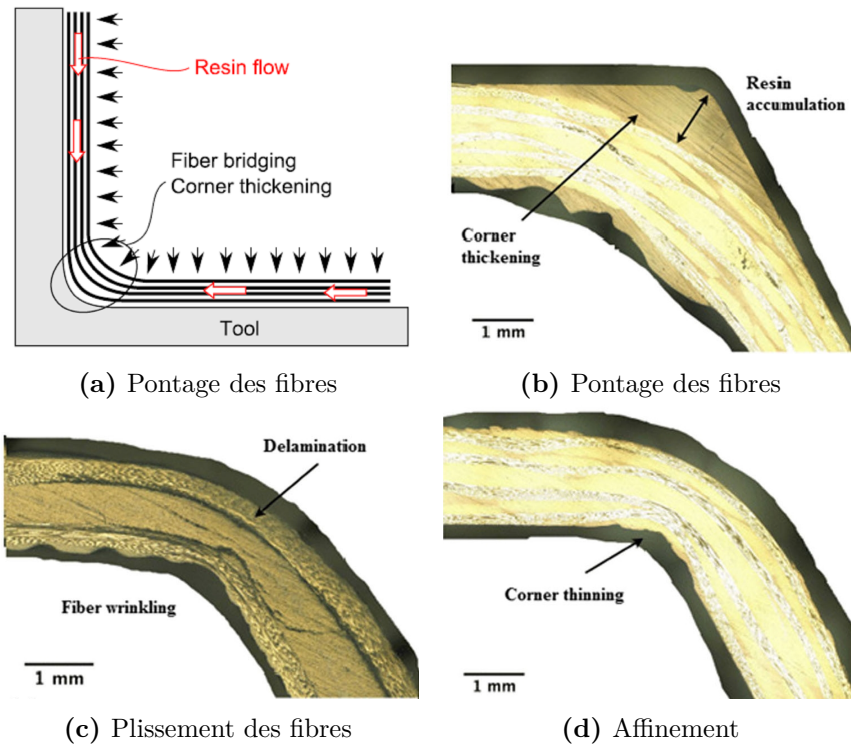 Resin flow
Fiber bridging
Corner thickening
Tool
(a) Pontage des fibres
Resin
accumulation
Corner
thickening
1 mm
(b) Pontage des fibres
Delamination
Fiber wrinkling
1 mm
(c) Plissement des fibres
Corner thinning
1 mm
(d) Affinement